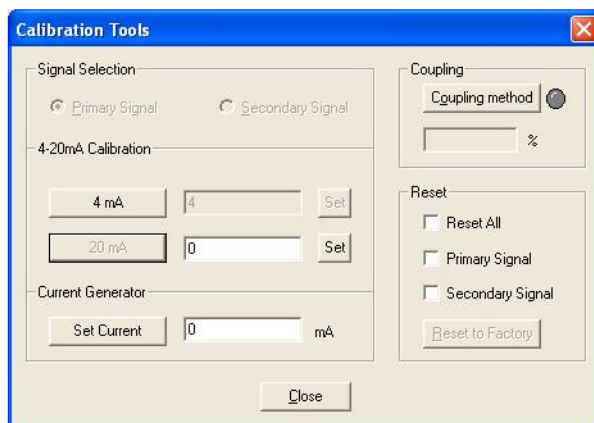 Calibration Tools
Signal Selection
Primary Signal
Secondary Signal
4-20mA Calibration
4 mA
4
Set
20 mA
0
Set
Current Generator
Set Current
0
mA
Coupling
Coupling method
%
Reset
Reset All
Primary Signal
Secondary Signal
Reset to Factory
Close